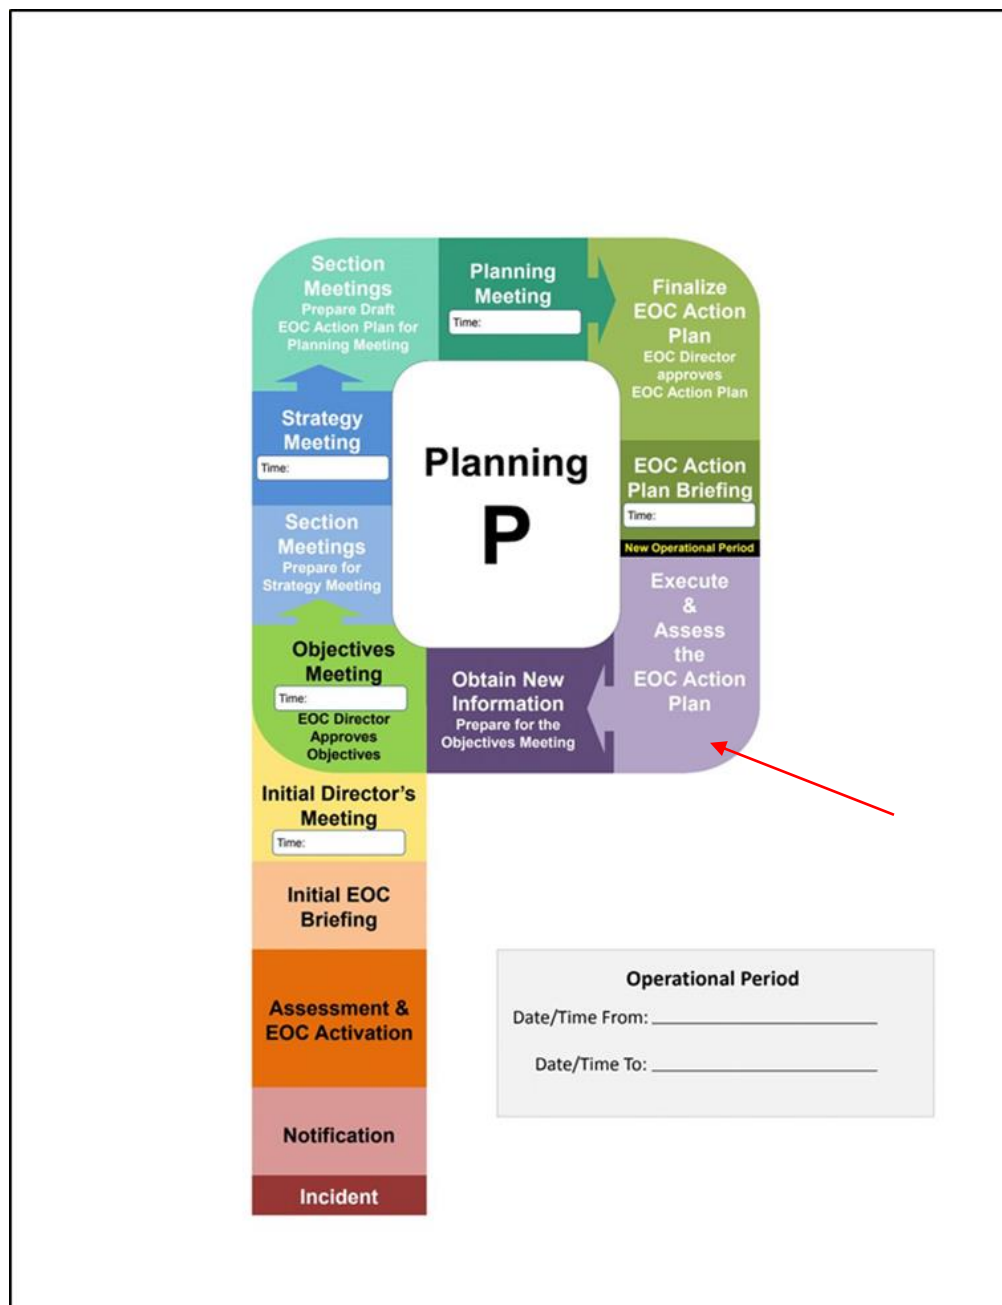 Section
Meetings
Prepare Draft
EOC Action Plan for
Planning Meeting
Planning
Meeting
Time:
Finalize
EOC Action
Plan
EOC Director
approves
EOC Action Plan
Strategy
Meeting
Time:
Planning
P
EOC Action
Plan Briefing
Time:
New Operational Period
Section
Meetings
Prepare for
Strategy Meeting
Execute
&
Assess
the
EOC Action
Plan
Objectives
Meeting
Time:
EOC Director
Approves
Objectives
Obtain New
Information
Prepare for the
Objectives Meeting
Initial Director's
Meeting
Time:
Initial EOC
Briefing
Assessment &
EOC Activation
Notification
Incident
Operational Period
Date/Time From:
Date/Time To: